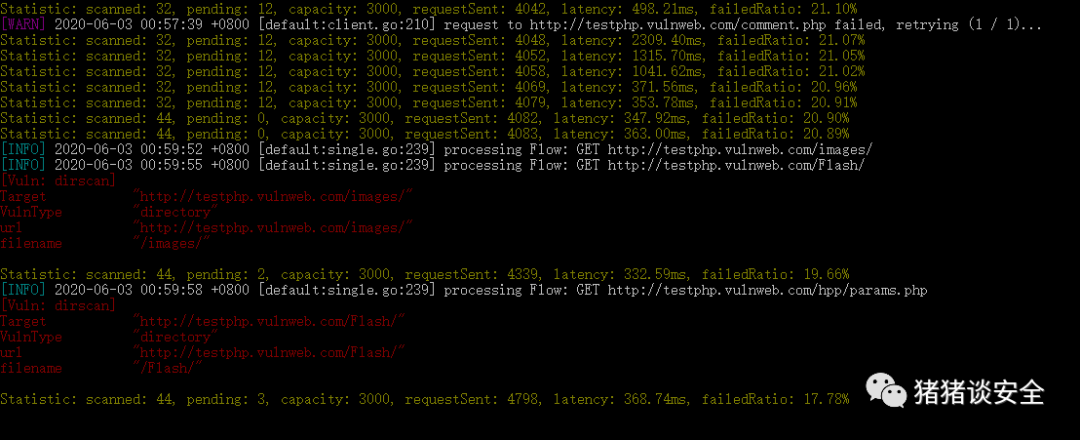 Statistic: scanned: 32, pending: 12, capacity: 3000, requestSent: 4042, latency: 498.21ms, failedRatio: 21.10%
[WARN] 2020-06-03 00:57:39 +0800 [default:client.go:210] request to http://testphp.vulnweb.com/comment.php failed, retrying (1 / 1)...
Statistic: scanned: 32, pending: 12, capacity: 3000, requestSent: 4048, latency: 2309.40ms, failedRatio: 21.07%
Statistic: scanned: 32, pending: 12, capacity: 3000, requestSent: 4052, latency: 1315.70ms, failedRatio: 21.05%
Statistic: scanned: 32, pending: 12, capacity: 3000, requestSent: 4058, latency: 1041.62ms, failedRatio: 21.02%
Statistic: scanned: 32, pending: 12, capacity: 3000, requestSent: 4069, latency: 371.56ms, failedRatio: 20.96%
Statistic: scanned: 32, pending: 12, capacity: 3000, requestSent: 4079, latency: 353.78ms, failedRatio: 20.91%
Statistic: scanned: 44, pending: 0, capacity: 3000, requestSent: 4082, latency: 347.92ms, failedRatio: 20.90%
Statistic: scanned: 44, pending: 0, capacity: 3000, requestSent: 4083, latency: 363.00ms, failedRatio: 20.89%
[INFO] 2020-06-03 00:59:52 +0800 [default:single.go:239] processing Flow: GET http://testphp.vulnweb.com/images/
[INFO] 2020-06-03 00:59:55 +0800 [default:single.go:239] processing Flow: GET http://testphp.vulnweb.com/Flash/
[Vuln: dirscan]
Target "http://testphp.vulnweb.com/images/"
VulnType "directory"
url "http://testphp.vulnweb.com/images/"
filename "/images/"
Statistic: scanned: 44, pending: 2, capacity: 3000, requestSent: 4339, latency: 332.59ms, failedRatio: 19.66%
[INFO] 2020-06-03 00:59:58 +0800 [default:single.go:239] processing Flow: GET http://testphp.vulnweb.com/hpp/params.php
[Vuln: dirscan]
Target "http://testphp.vulnweb.com/Flash/"
VulnType "directory"
url "http://testphp.vulnweb.com/Flash/"
filename "/Flash/"
Statistic: scanned: 44, pending: 3, capacity: 3000, requestSent: 4798, latency: 368.74ms, failedRatio: 17.78%
猪猪谈安全